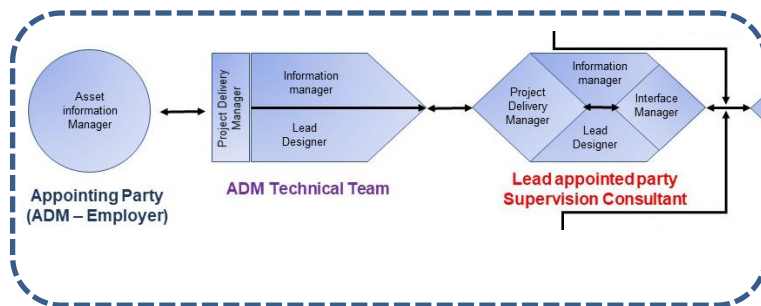 Asset
information
Manager
Appointing Party
(ADM – Employer)
Project Delivery
Manager
Information
manager
Lead
Designer
ADM Technical Team
Project
Delivery
Manager
Information
manager
Lead
Designer
Interface
Manager
Lead appointed party
Supervision Consultant